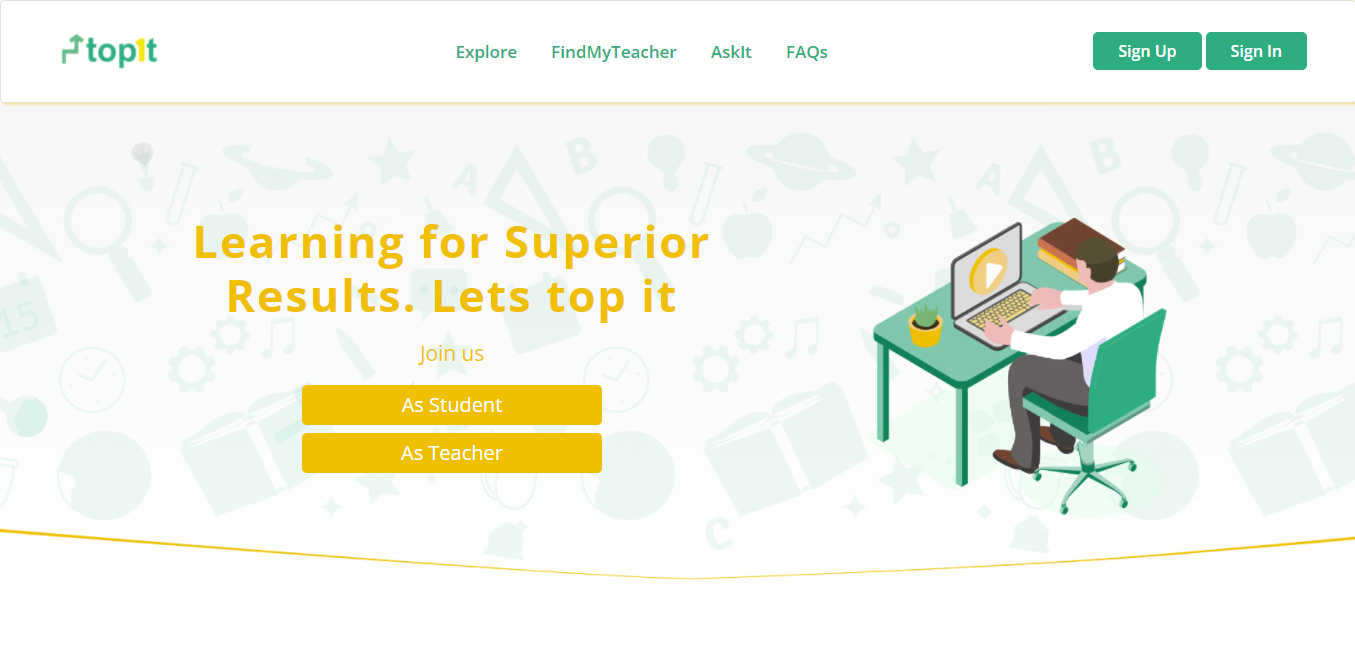 top1t
Explore FindMyTeacher AskIt FAQs
Sign Up Sign In
Learning for Superior
Results. Lets top it
Join us
As Student
As Teacher
A B A B
15
C